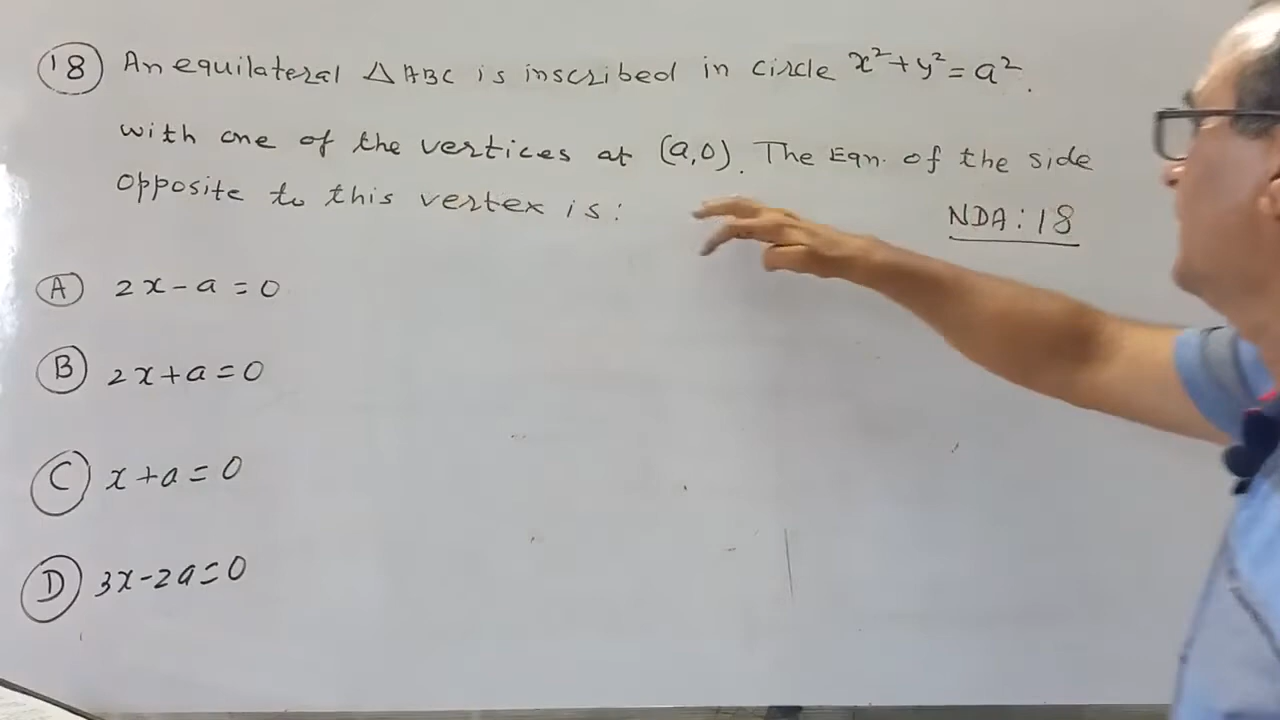 18 An equilateral △ABC is inscribed in circle x²+y²=a².
with one of the vertices at (a,0). The Eqn. of the side
opposite to this vertex is:
NDA:18
A 2x-a=0
B 2x+a=0
C x+a=0
D 3x-2a=0